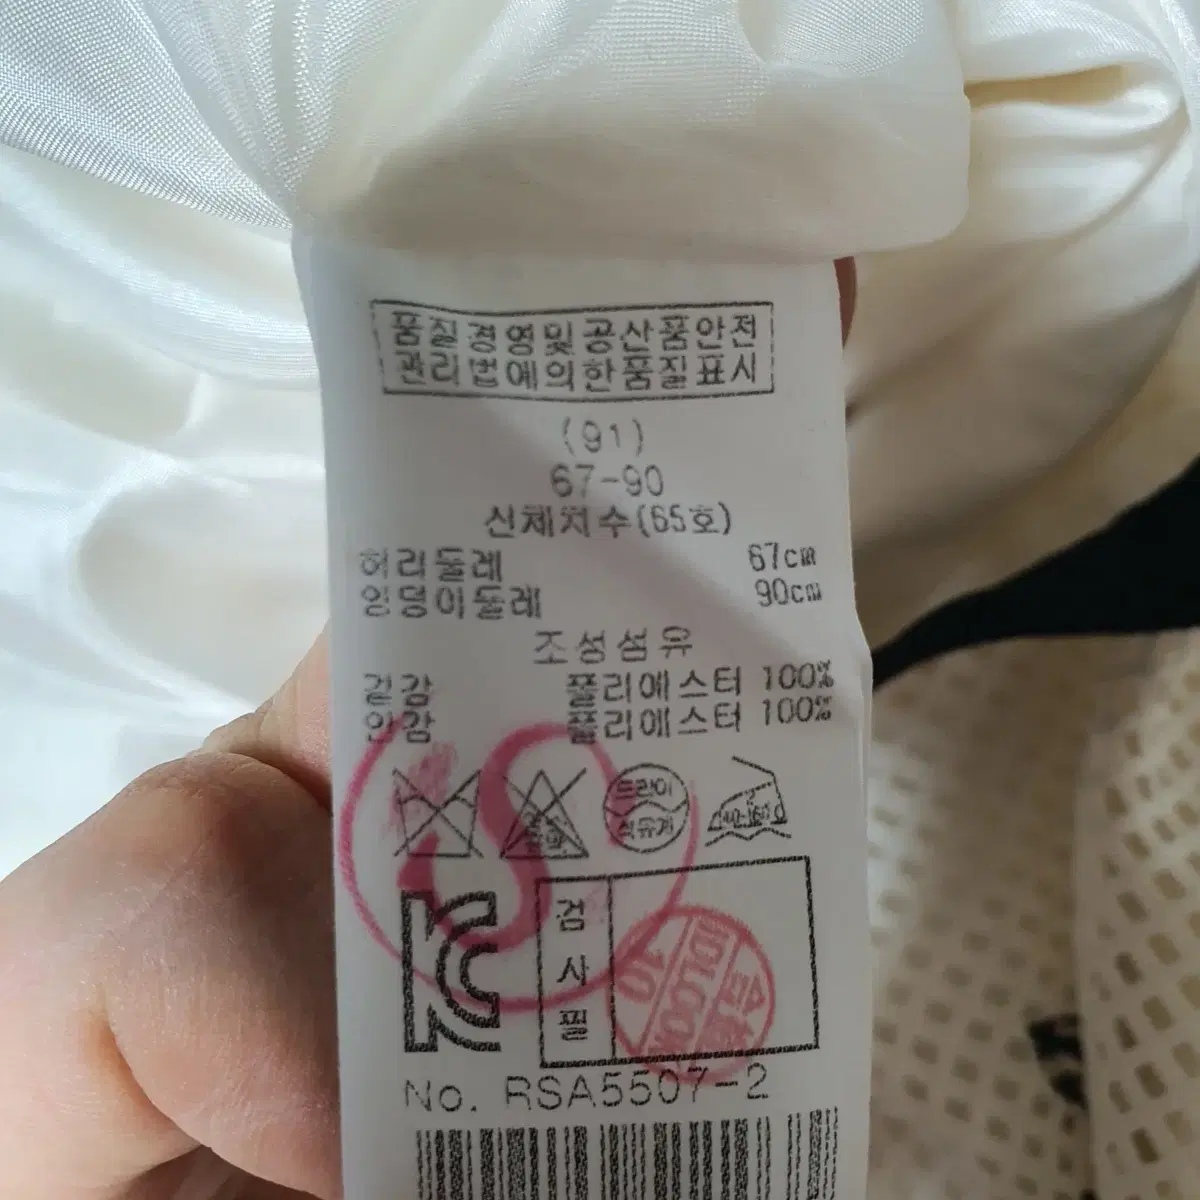 품질경영및공산품안전
관리법에의한품질표시
(91)
67-90
신체치수(65호)
허리둘레 67cm
엉덩이둘레 90cm
조성섬유
겉감 폴리에스터 100%
안감 폴리에스터 100%
드라이
석유계
KC
검
사
필
10
No. RSA5507-2